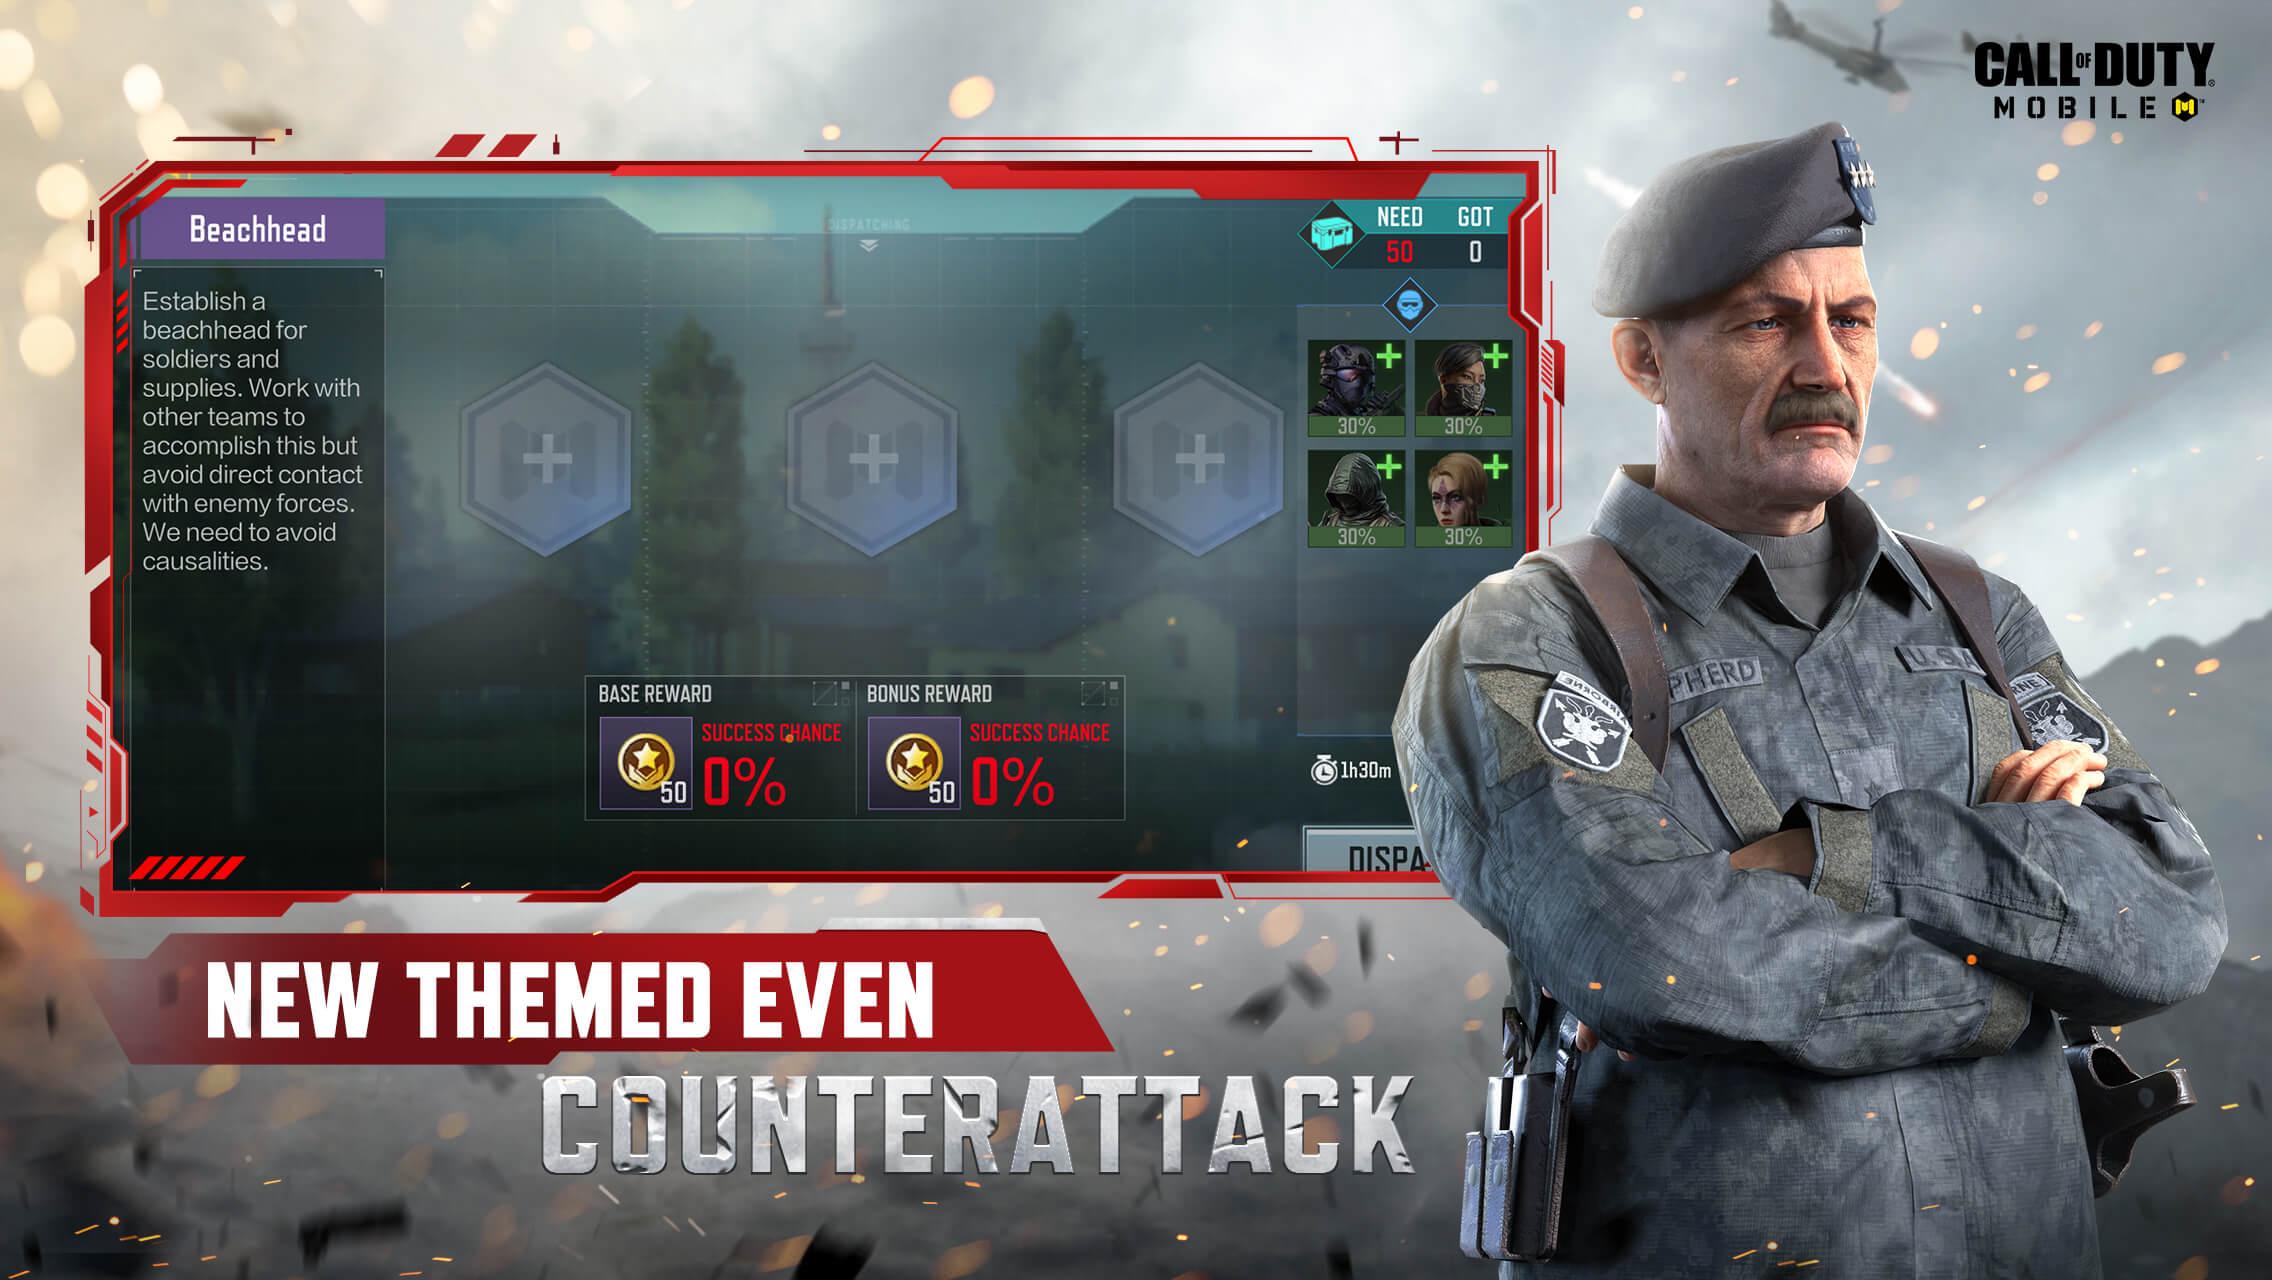 CALL OF DUTY
MOBILE
Beachhead
Establish a
beachhead for
soldiers and
supplies. Work with
other teams to
accomplish this but
avoid direct contact
with enemy forces.
We need to avoid
causalities.
DISPATCHING
NEED GOT
50 0
30% 30%
30% 30%
BASE REWARD
SUCCESS CHANCE
50 0%
BONUS REWARD
SUCCESS CHANCE
50 0%
1h30m
DISPA
PHERD
U.S.A
NEW THEMED EVEN
COUNTERATTACK